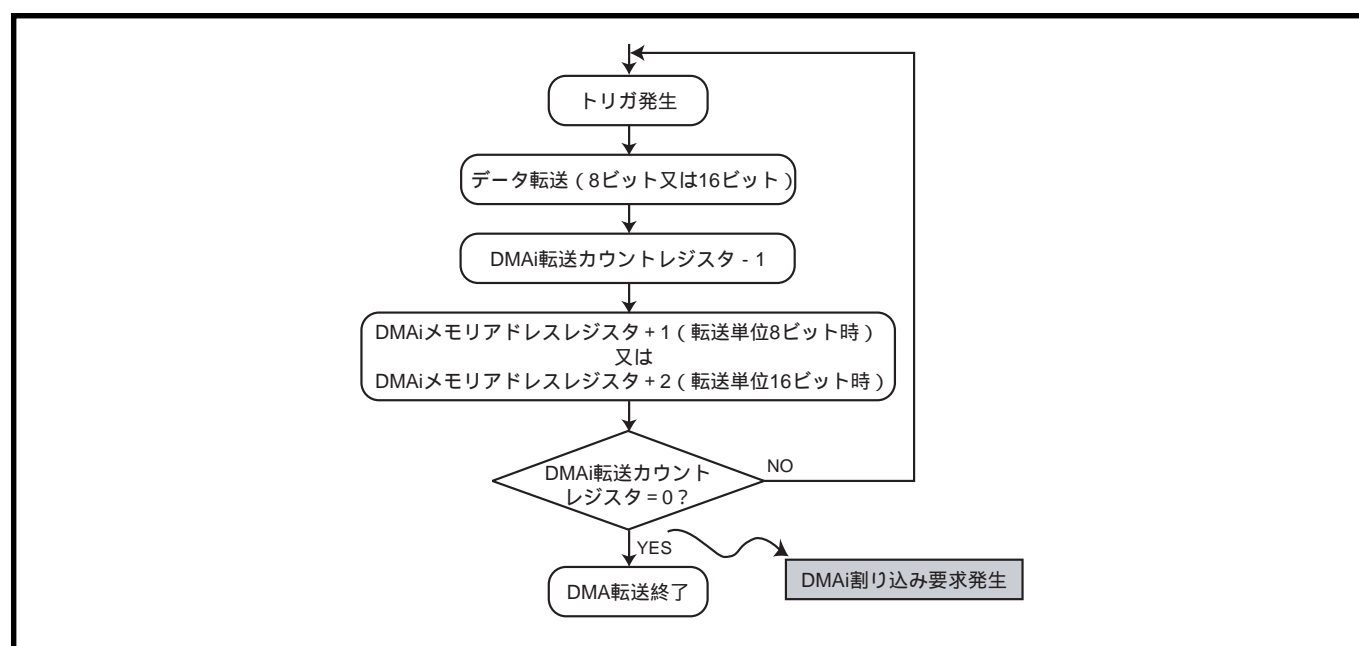 トリガ発生
データ転送（8ビット又は16ビット）
DMAi転送カウントレジスタ - 1
DMAiメモリアドレスレジスタ + 1（転送単位8ビット時）
又は
DMAiメモリアドレスレジスタ + 2（転送単位16ビット時）
DMAi転送カウント
レジスタ = 0？
NO
YES
DMAi割り込み要求発生
DMA転送終了